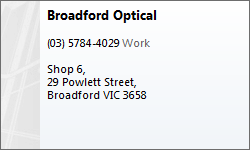 Broadford Optical
(03) 5784-4029 Work
Shop 6,
29 Powlett Street,
Broadford VIC 3658